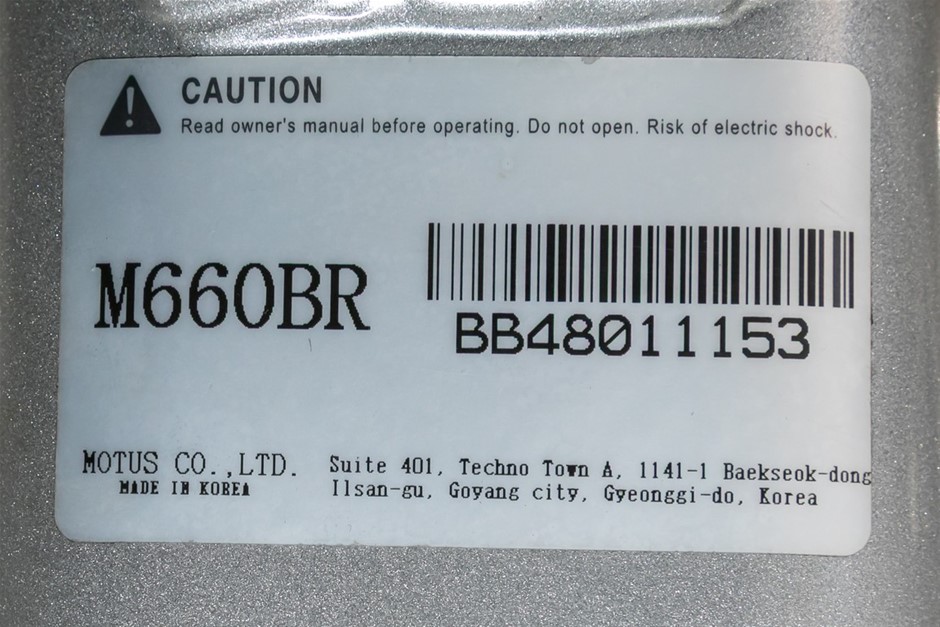 CAUTION
Read owner's manual before operating. Do not open. Risk of electric shock.
M660BR
BB48011153
MOTUS CO.,LTD.
MADE IN KOREA
Suite 401, Techno Town A, 1141-1 Baekseok-dong
Ilsan-gu, Goyang city, Gyeonggi-do, Korea